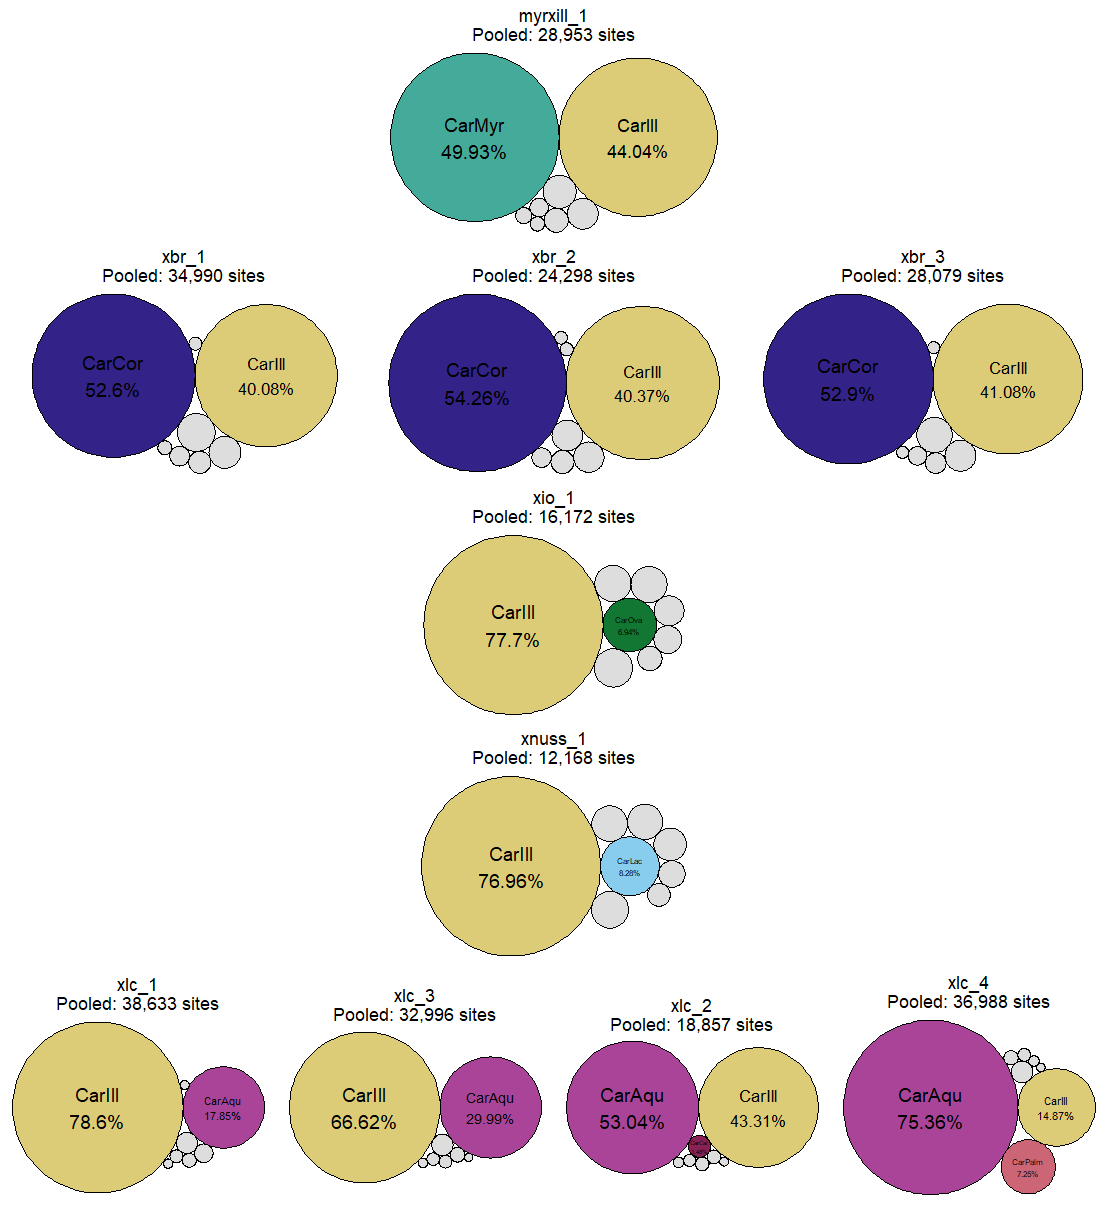 myrxill_1
Pooled: 28,953 sites
CarMyr
49.93%
CarIll
44.04%
xbr_1
Pooled: 34,990 sites
CarCor
52.6%
CarIll
40.08%
xbr_2
Pooled: 24,298 sites
CarCor
54.26%
CarIll
40.37%
xbr_3
Pooled: 28,079 sites
CarCor
52.9%
CarIll
41.08%
xio_1
Pooled: 16,172 sites
CarIll
77.7%
CarOva
6.94%
xnuss_1
Pooled: 12,168 sites
CarIll
76.96%
CarLac
8.28%
xlc_1
Pooled: 38,633 sites
CarIll
78.6%
CarAqu
17.85%
xlc_3
Pooled: 32,996 sites
CarIll
66.62%
CarAqu
29.99%
xlc_2
Pooled: 18,857 sites
CarAqu
53.04%
CarIll
43.31%
xlc_4
Pooled: 36,988 sites
CarAqu
75.36%
CarIll
14.87%
CarPalm
7.25%